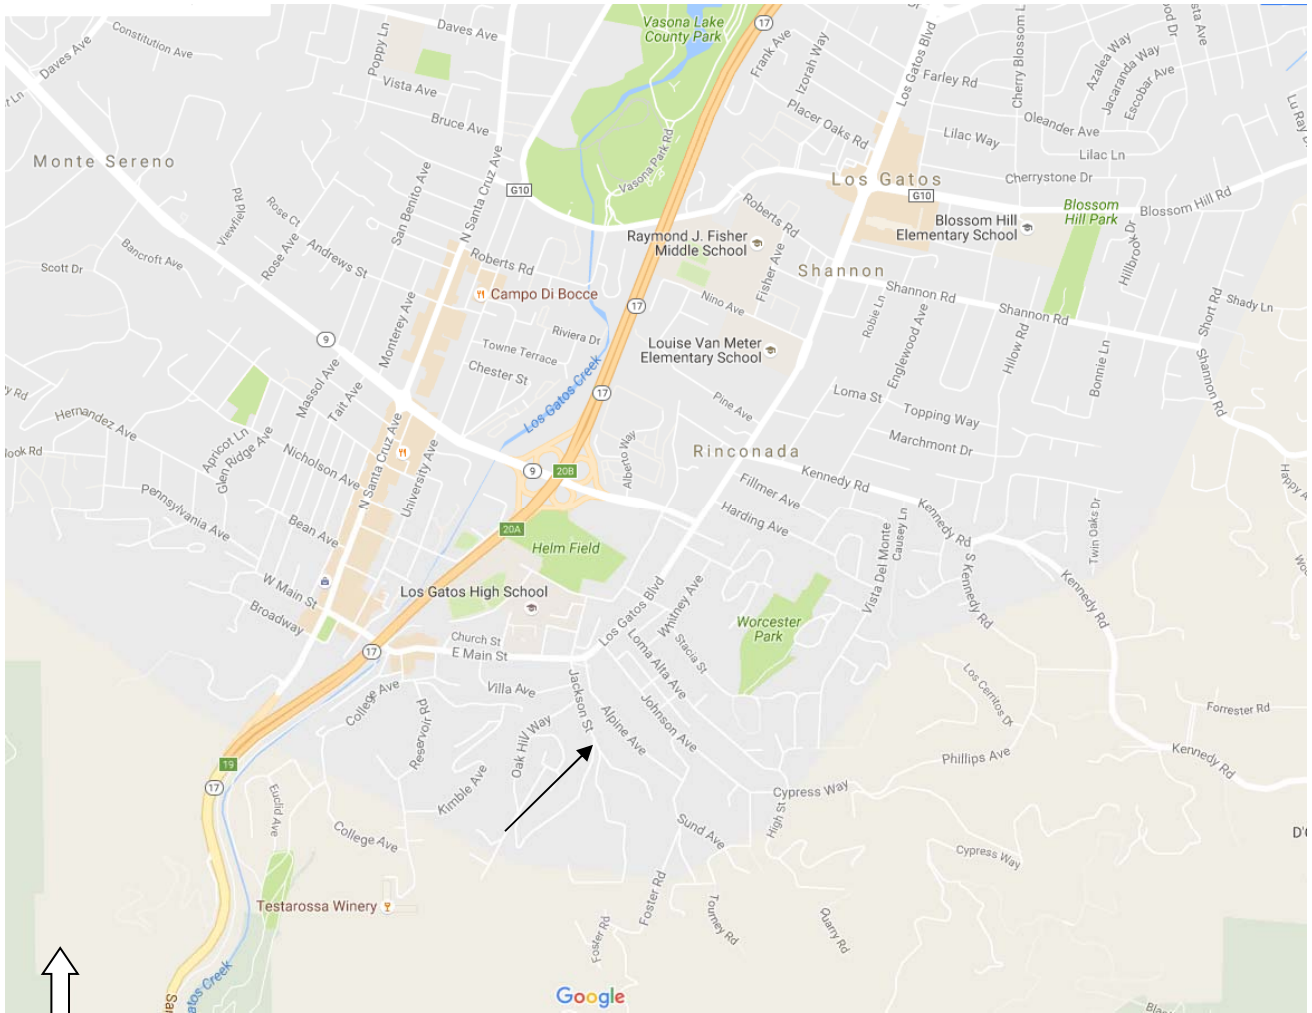 Constitution Ave
Daves Ave
Daves Ave
Poppy Ln
Vista Ave
Bruce Ave
Vasona Lake
County Park
17
Frank Ave
Izorah Way
Los Gatos Blvd
Farley Rd
Cherry Blossom Ln
Azalea Way
Jacaranda Way
Escobar Ave
Placer Oaks Rd
Lilac Way
Oleander Ave
Lilac Ln
Cherrystone Dr
Monte Sereno
Vasona Park Rd
G10
Los Gatos
G10
Blossom Hill Rd
Blossom
Hill Park
Blossom Hill
Elementary School
Viewfield Rd
Rose Ct
Rose Ave
San Benito Ave
N Santa Cruz Ave
Andrews St
Bancroft Ave
Scott Dr
Roberts Rd
Roberts Rd
Raymond J. Fisher
Middle School
Fisher Ave
Shannon
Hillbrook Dr
Campo Di Bocce
17
Nino Ave
Shannon Rd
Shannon Rd
Robie Ln
Englewood Ave
Hillow Rd
Short Rd
Shady Ln
Monterey Ave
9
Riviera Dr
Towne Terrace
Chester St
Louise Van Meter
Elementary School
Bonnie Ln
Shannon Rd
Massol Ave
Tait Ave
Los Gatos Creek
17
Pine Ave
Loma St
Topping Way
Marchmont Dr
Hernandez Ave
Apricot Ln
Glen Ridge Ave
Nicholson Ave
N Santa Cruz Ave
University Ave
9
20B
Alberto Way
Rinconada
Kennedy Rd
Fillmer Ave
Harding Ave
Pennsylvania Ave
Bean Ave
20A
Helm Field
Vista Del Monte
Causey Ln
Kennedy Rd
S Kennedy Rd
Twin Oaks Dr
Kennedy Rd
W Main St
Broadway
Los Gatos High School
Los Gatos Blvd
Whitney Ave
Worcester
Park
Church St
E Main St
17
Loma Alta Ave
Stacia St
College Ave
Reservoir Rd
Villa Ave
Jackson St
Alpine Ave
Johnson Ave
Los Cerritos Dr
Forrester Rd
Oak Hill Way
Phillips Ave
Kennedy Rd
19
17
Kimble Ave
Cypress Way
Euclid Ave
College Ave
Sund Ave
High St
Cypress Way
Testarossa Winery
Foster Rd
Foster Rd
Tourney Rd
Quarry Rd
Google